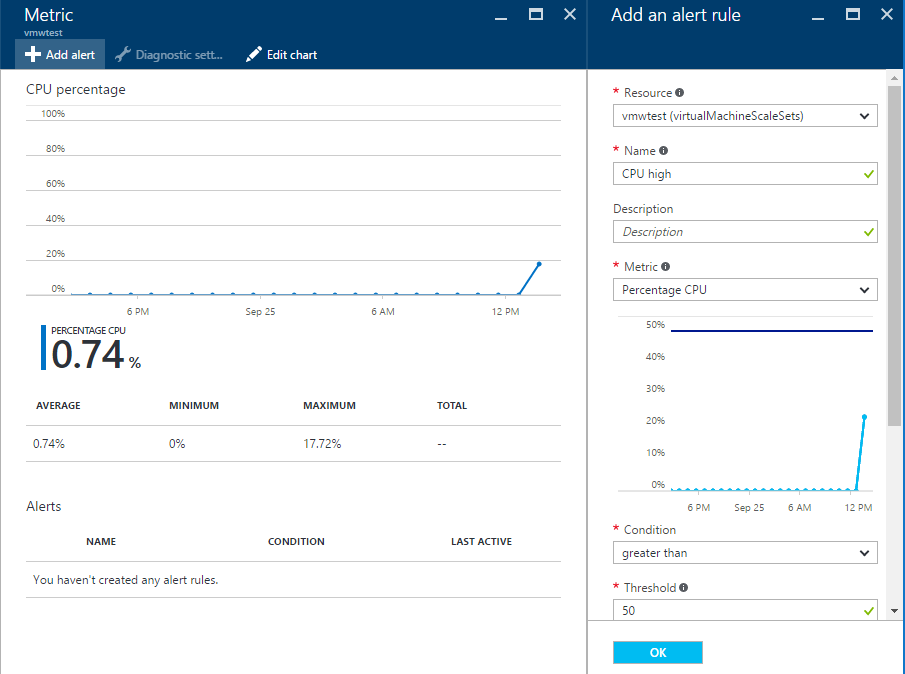 Metric
vmwtest
Add alert
Diagnostic sett...
Edit chart
CPU percentage
100%
80%
60%
40%
20%
0%
6 PM
Sep 25
6 AM
12 PM
PERCENTAGE CPU
0.74 %
AVERAGE MINIMUM MAXIMUM TOTAL
0.74% 0% 17.72% --
Alerts
NAME CONDITION LAST ACTIVE
You haven't created any alert rules.
Add an alert rule
* Resource
vmwtest (virtualMachineScaleSets)
* Name
CPU high
Description
Description
* Metric
Percentage CPU
50%
40%
30%
20%
10%
0%
6 PM
Sep 25
6 AM
12 PM
* Condition
greater than
* Threshold
50
OK